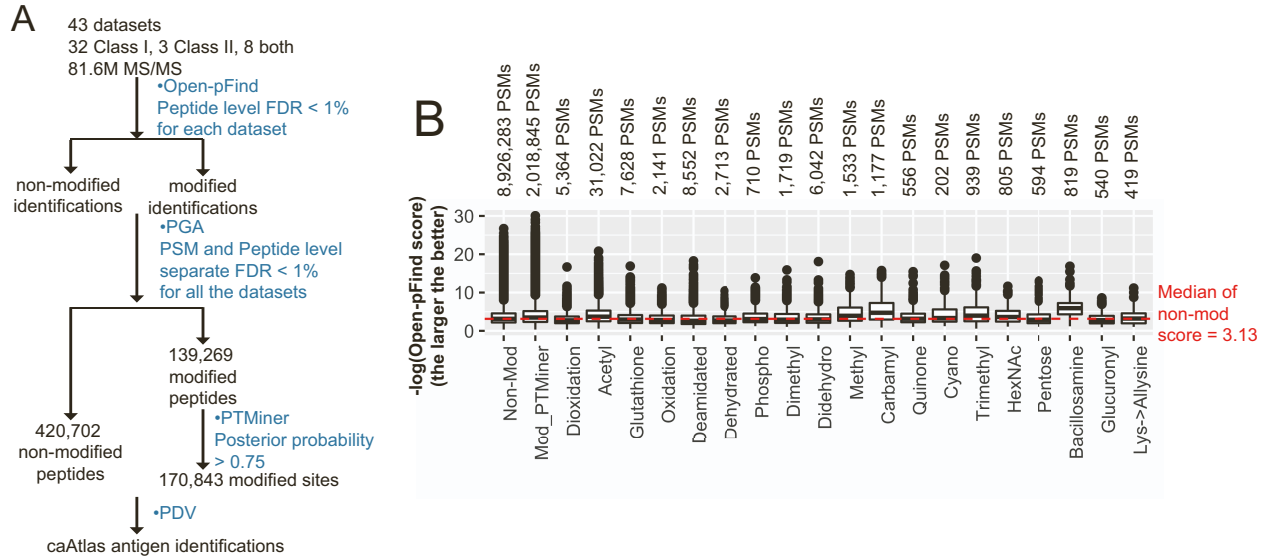 A
43 datasets
32 Class I, 3 Class II, 8 both
81.6M MS/MS
•Open-pFind
Peptide level FDR < 1%
for each dataset
non-modified
identifications
modified
identifications
•PGA
PSM and Peptide level
separate FDR < 1%
for all the datasets
139,269
modified
peptides
420,702
non-modified
peptides
•PTMiner
Posterior probability
> 0.75
170,843 modified sites
•PDV
caAtlas antigen identifications
B
8,926,283 PSMs
2,018,845 PSMs
5,364 PSMs
31,022 PSMs
7,628 PSMs
2,141 PSMs
8,552 PSMs
2,713 PSMs
710 PSMs
1,719 PSMs
6,042 PSMs
1,533 PSMs
1,177 PSMs
556 PSMs
202 PSMs
939 PSMs
805 PSMs
594 PSMs
819 PSMs
540 PSMs
419 PSMs
-log(Open-pFind score)
(the larger the better)
30
20
10
0
Median of
non-mod
score = 3.13
Non-Mod
Mod_PTMiner
Dioxidation
Acetyl
Glutathione
Oxidation
Deamidated
Dehydrated
Phospho
Dimethyl
Didehydro
Methyl
Carbamyl
Quinone
Cyano
Trimethyl
HexNAc
Pentose
Bacillosamine
Glucuronyl
Lys->Allysine